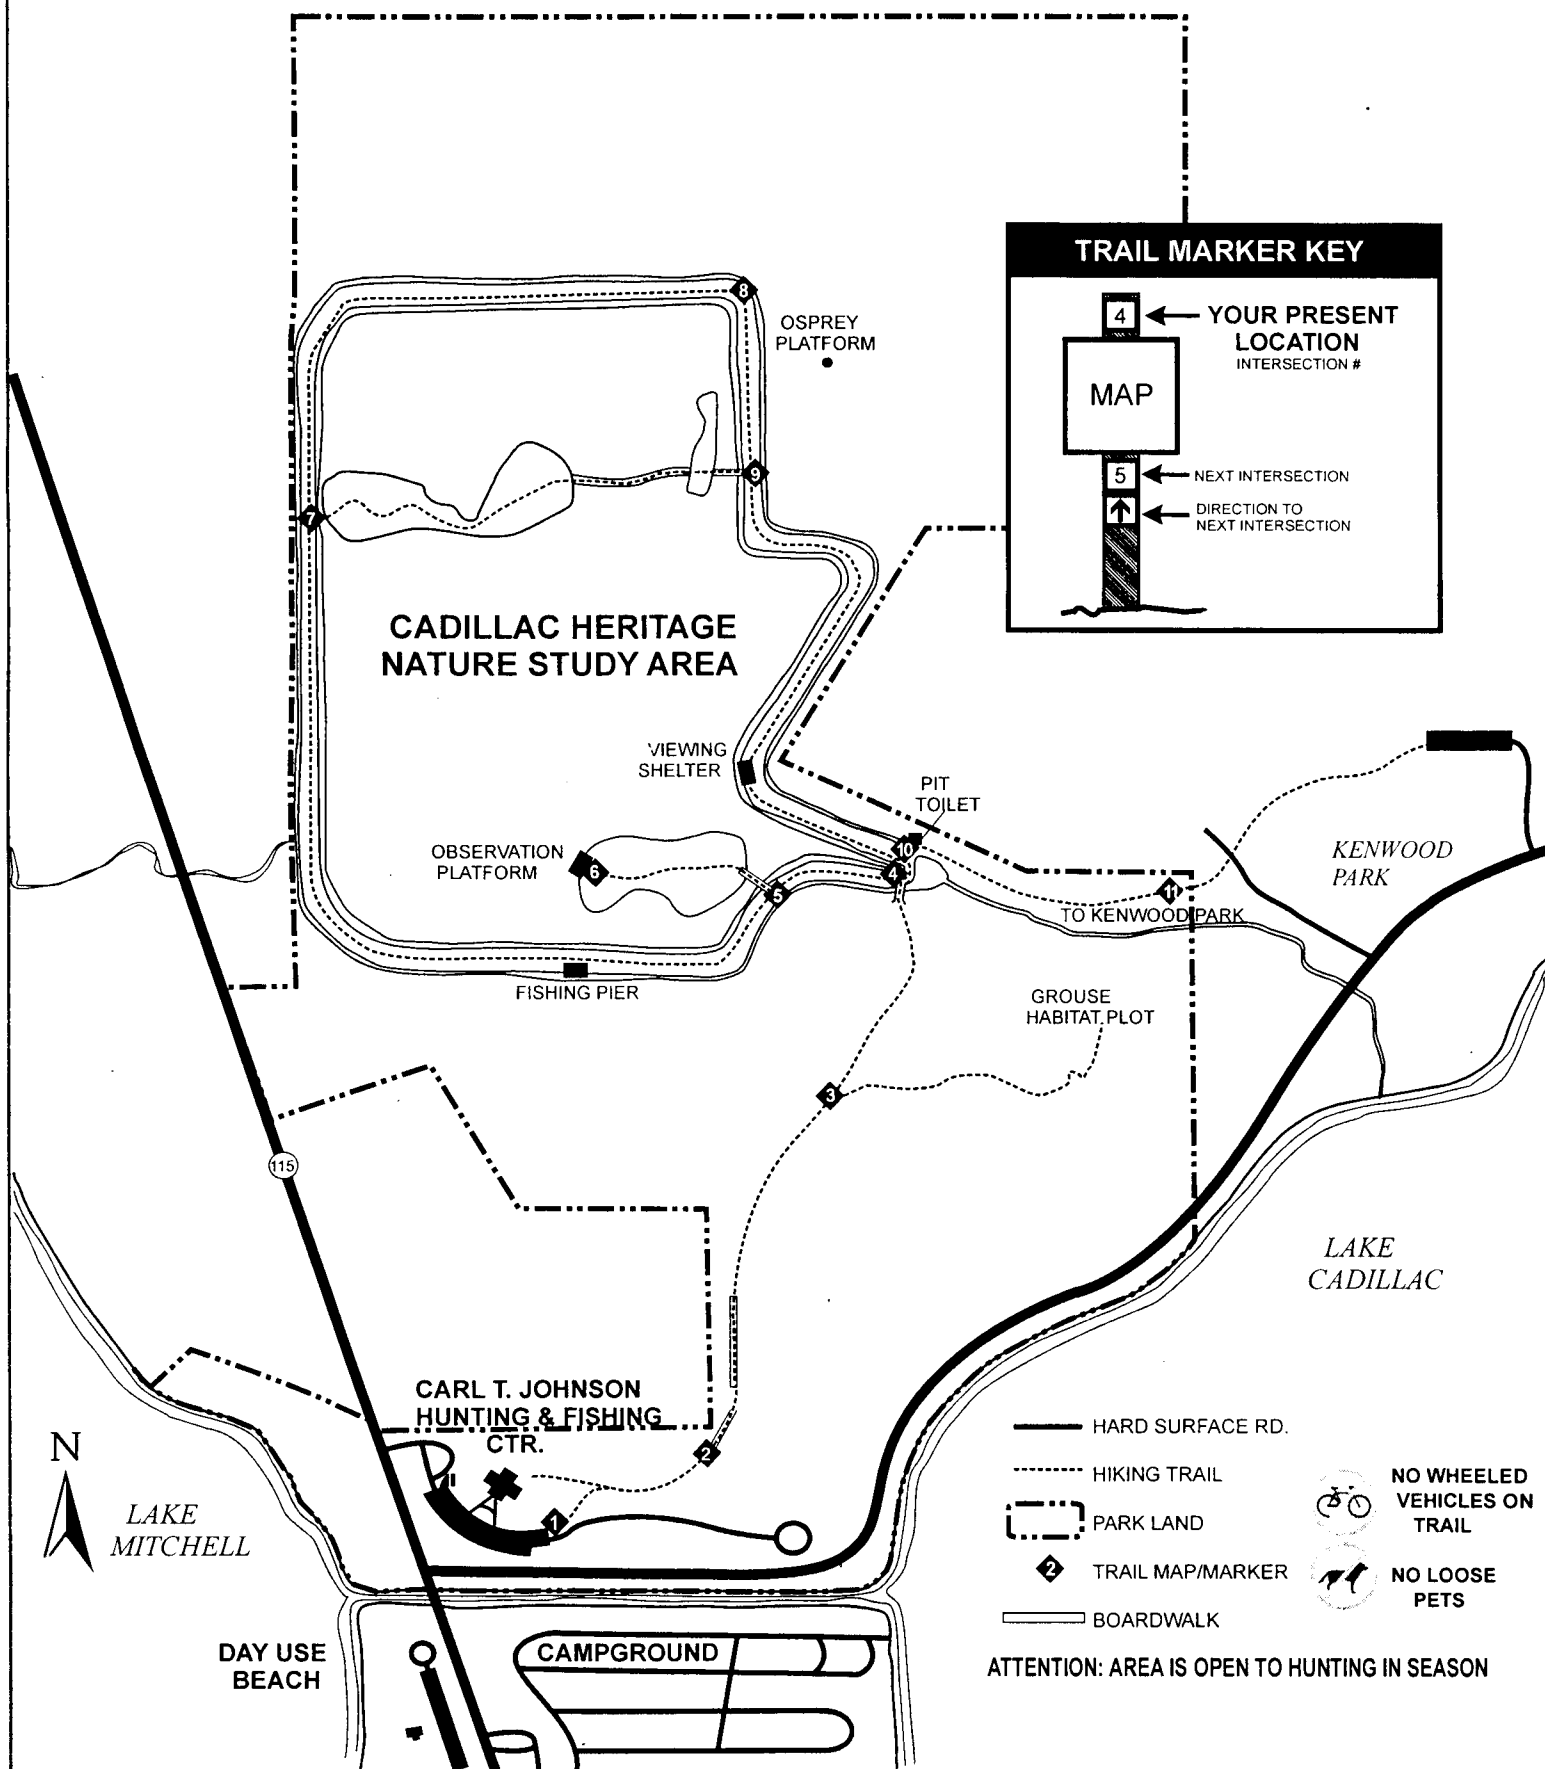 TRAIL MARKER KEY
4
YOUR PRESENT
LOCATION
INTERSECTION #
MAP
5
NEXT INTERSECTION
DIRECTION TO
NEXT INTERSECTION
8
OSPREY
PLATFORM
9
7
CADILLAC HERITAGE
NATURE STUDY AREA
VIEWING
SHELTER
PIT
TOILET
10
OBSERVATION
PLATFORM
6
4
5
11
KENWOOD
PARK
TO KENWOOD PARK
FISHING PIER
GROUSE
HABITAT PLOT
3
115
LAKE
CADILLAC
CARL T. JOHNSON
HUNTING & FISHING
CTR.
2
1
N
LAKE
MITCHELL
HARD SURFACE RD.
HIKING TRAIL
PARK LAND
2
TRAIL MAP/MARKER
BOARDWALK
NO WHEELED
VEHICLES ON
TRAIL
NO LOOSE
PETS
DAY USE
BEACH
CAMPGROUND
ATTENTION: AREA IS OPEN TO HUNTING IN SEASON